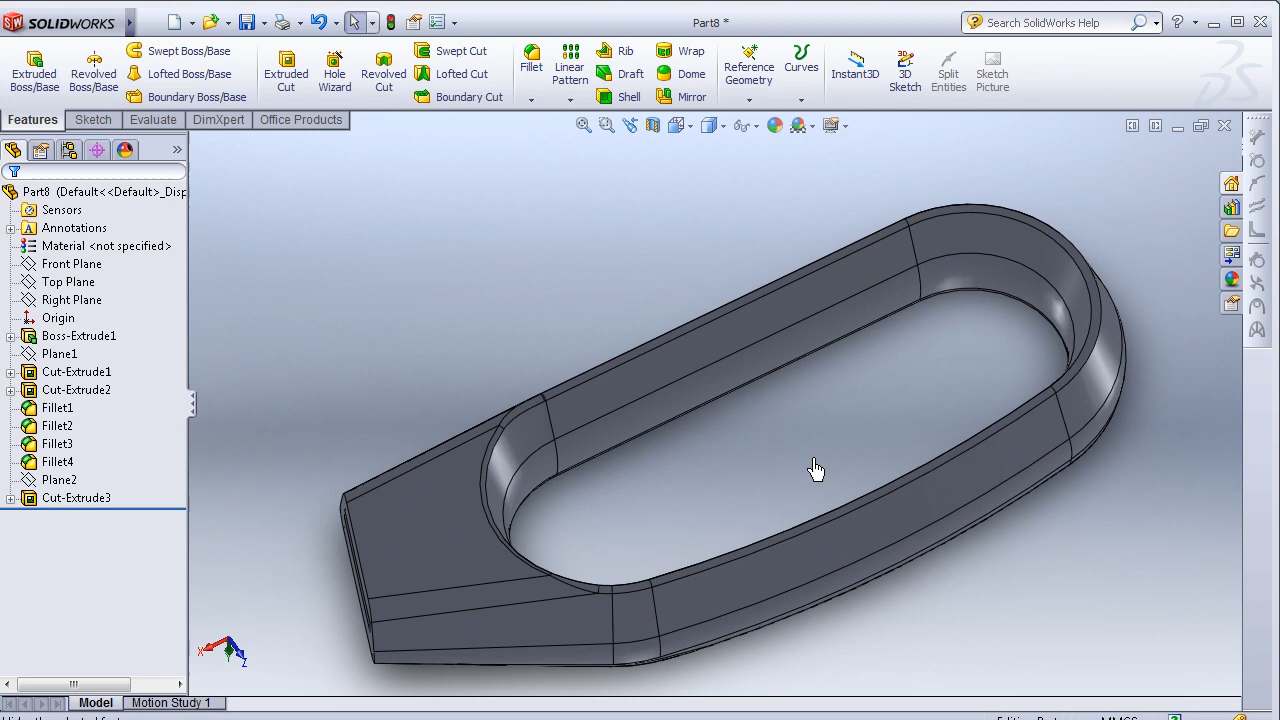 SOLIDWORKS
Part8 *
Search SolidWorks Help
Extruded Boss/Base
Revolved Boss/Base
Swept Boss/Base
Lofted Boss/Base
Boundary Boss/Base
Extruded Cut
Hole Wizard
Revolved Cut
Swept Cut
Lofted Cut
Boundary Cut
Fillet
Linear Pattern
Rib
Draft
Shell
Wrap
Dome
Mirror
Reference Geometry
Curves
Instant3D
3D Sketch
Split Entities
Sketch Picture
Features
Sketch
Evaluate
DimXpert
Office Products
Part8 (Default<<Default>_Disp
Sensors
Annotations
Material <not specified>
Front Plane
Top Plane
Right Plane
Origin
Boss-Extrude1
Plane1
Cut-Extrude1
Cut-Extrude2
Fillet1
Fillet2
Fillet3
Fillet4
Plane2
Cut-Extrude3
X
Z
Model
Motion Study 1